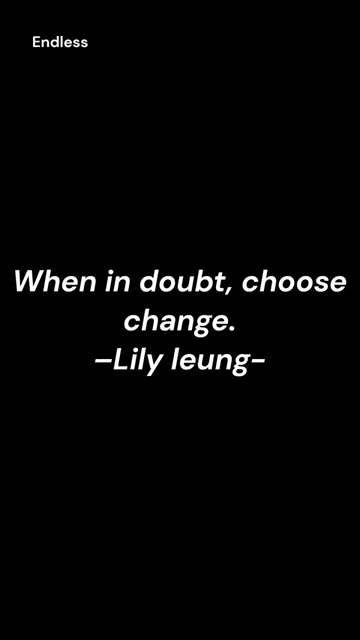 Endless
When in doubt, choose
change.
–Lily leung-